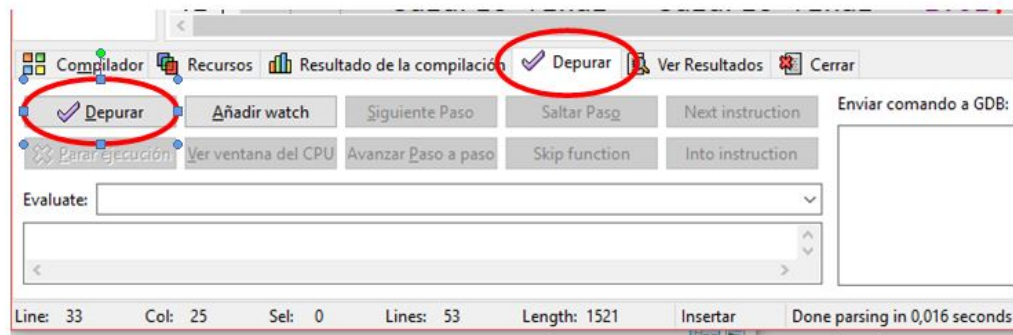 Compilador Recursos Resultado de la compilación Depurar Ver Resultados Cerrar
Depurar Añadir watch Siguiente Paso Saltar Paso Next instruction Enviar comando a GDB:
Parar ejecución Ver ventana del CPU Avanzar Paso a paso Skip function Into instruction
Evaluate:
Line: 33 Col: 25 Sel: 0 Lines: 53 Length: 1521 Insertar Done parsing in 0,016 seconds